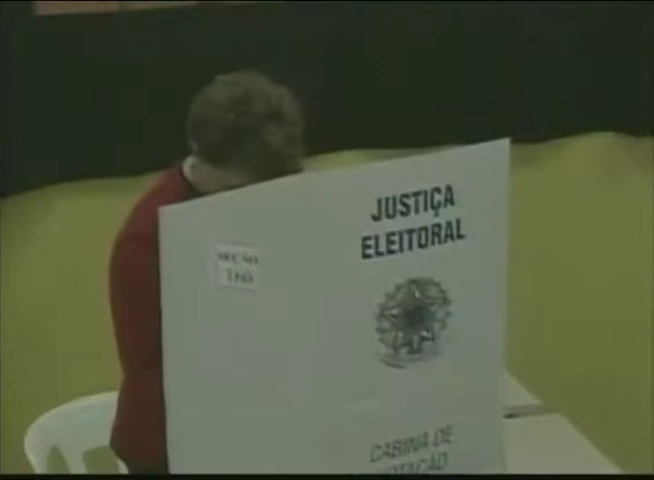 SEÇÃO
160
JUSTIÇA
ELEITORAL
CABINA DE
VOTAÇÃO